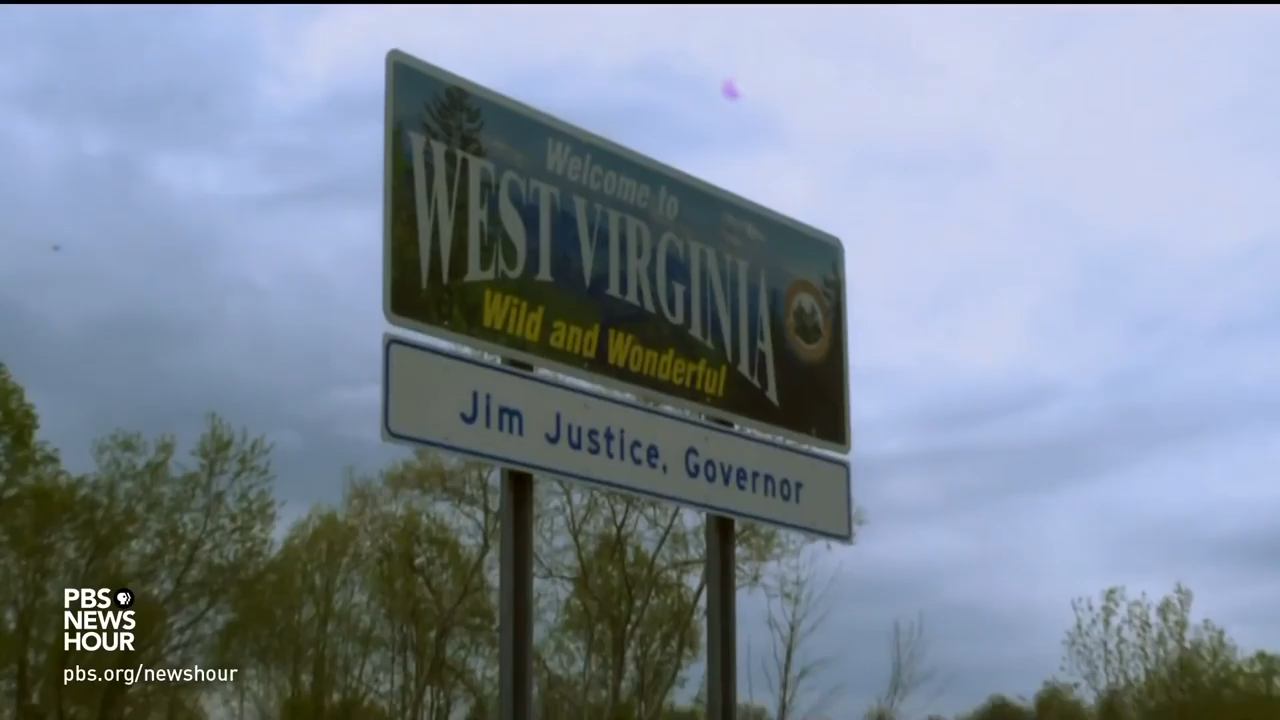 Welcome to
WEST VIRGINIA
Wild and Wonderful
Jim Justice, Governor
PBS
NEWS
HOUR
pbs.org/newshour